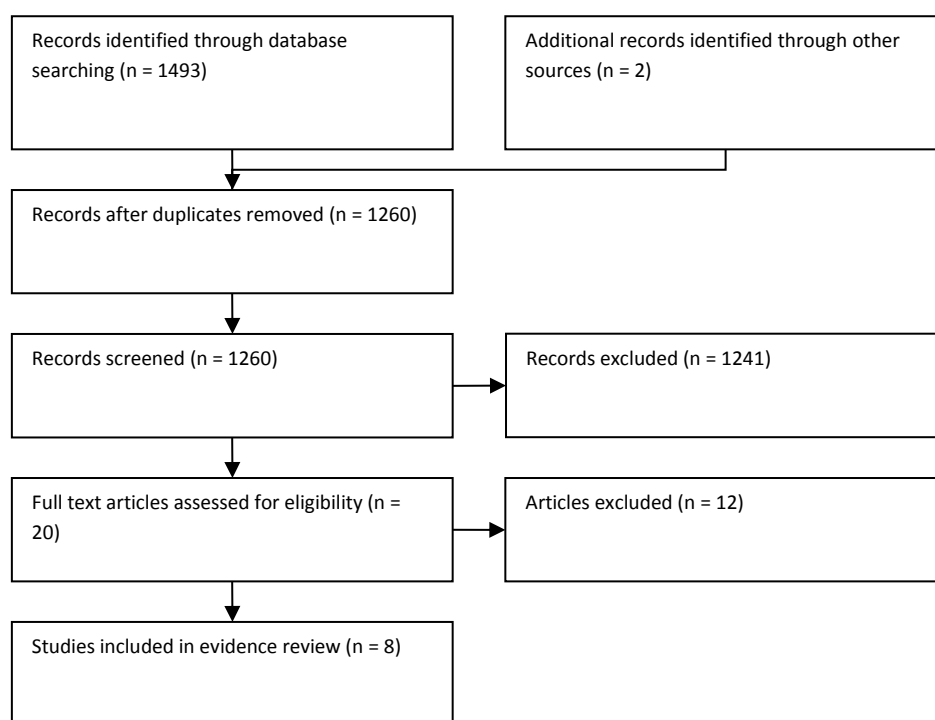 Records identified through database
searching (n = 1493)
Additional records identified through other
sources (n = 2)
Records after duplicates removed (n = 1260)
Records screened (n = 1260)
Records excluded (n = 1241)
Full text articles assessed for eligibility (n =
20)
Articles excluded (n = 12)
Studies included in evidence review (n = 8)